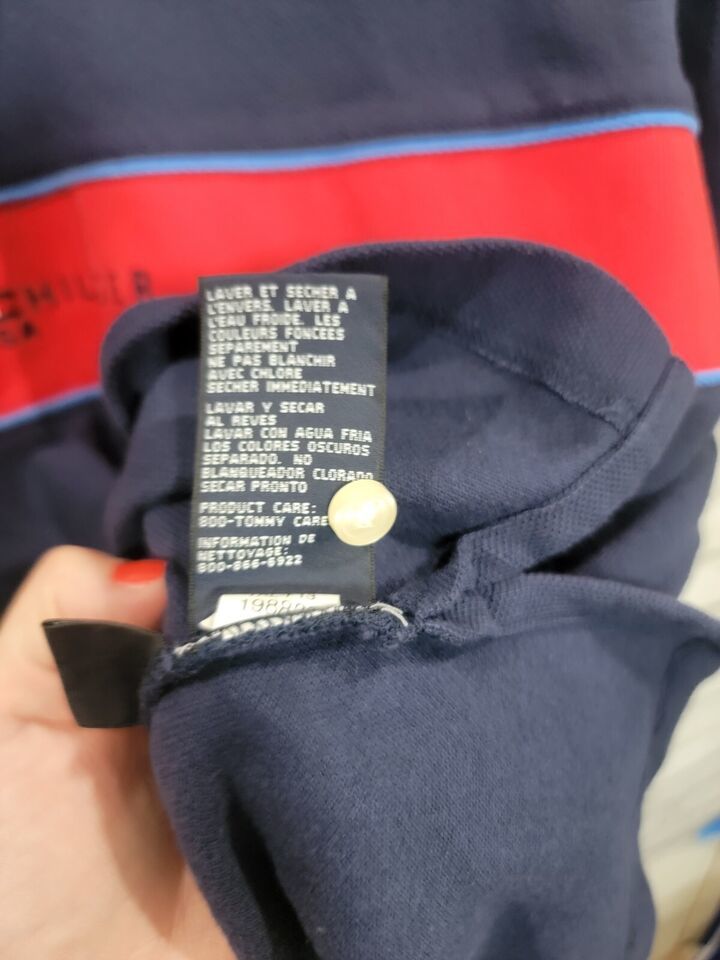 LAVER ET SECHER A
L'ENVERS. LAVER A
L'EAU FROIDE. LES
COULEURS FONCEES
SEPAREMENT
NE PAS BLANCHIR
AVEC CHLORE
SECHER IMMEDIATEMENT
LAVAR Y SECAR
AL REVES
LAVAR CON AGUA FRIA
LOS COLORES OSCUROS
SEPARADO. NO
BLANQUEADOR CLORADO
SECAR PRONTO
PRODUCT CARE:
800-TOMMY CARE
INFORMATION DE
NETTOYAGE:
800-866-6922